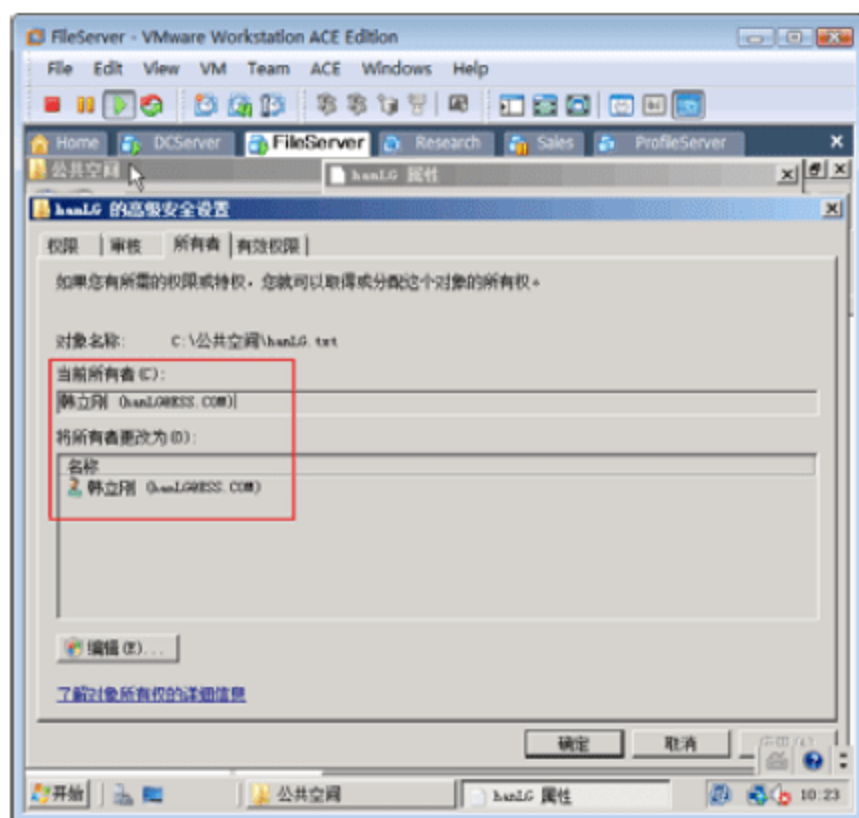 FileServer - VMware Workstation ACE Edition
File Edit View VM Team ACE Windows Help
Home DCServer FileServer Research Sales ProfileServer
公共空间 hanLG 属性
hanLG 的高级安全设置
权限 审核 所有者 有效权限
如果您有所需的权限或特权，您就可以取得或分配这个对象的所有权。
对象名称: C:\公共空间\hanLG.txt
当前所有者(C):
韩立刚 (hanLG@ESS.COM)
将所有者更改为(O):
名称
韩立刚 (hanLG@ESS.COM)
编辑(E)...
了解对象所有权的详细信息
确定 取消
开始 公共空间 hanLG 属性 10:23